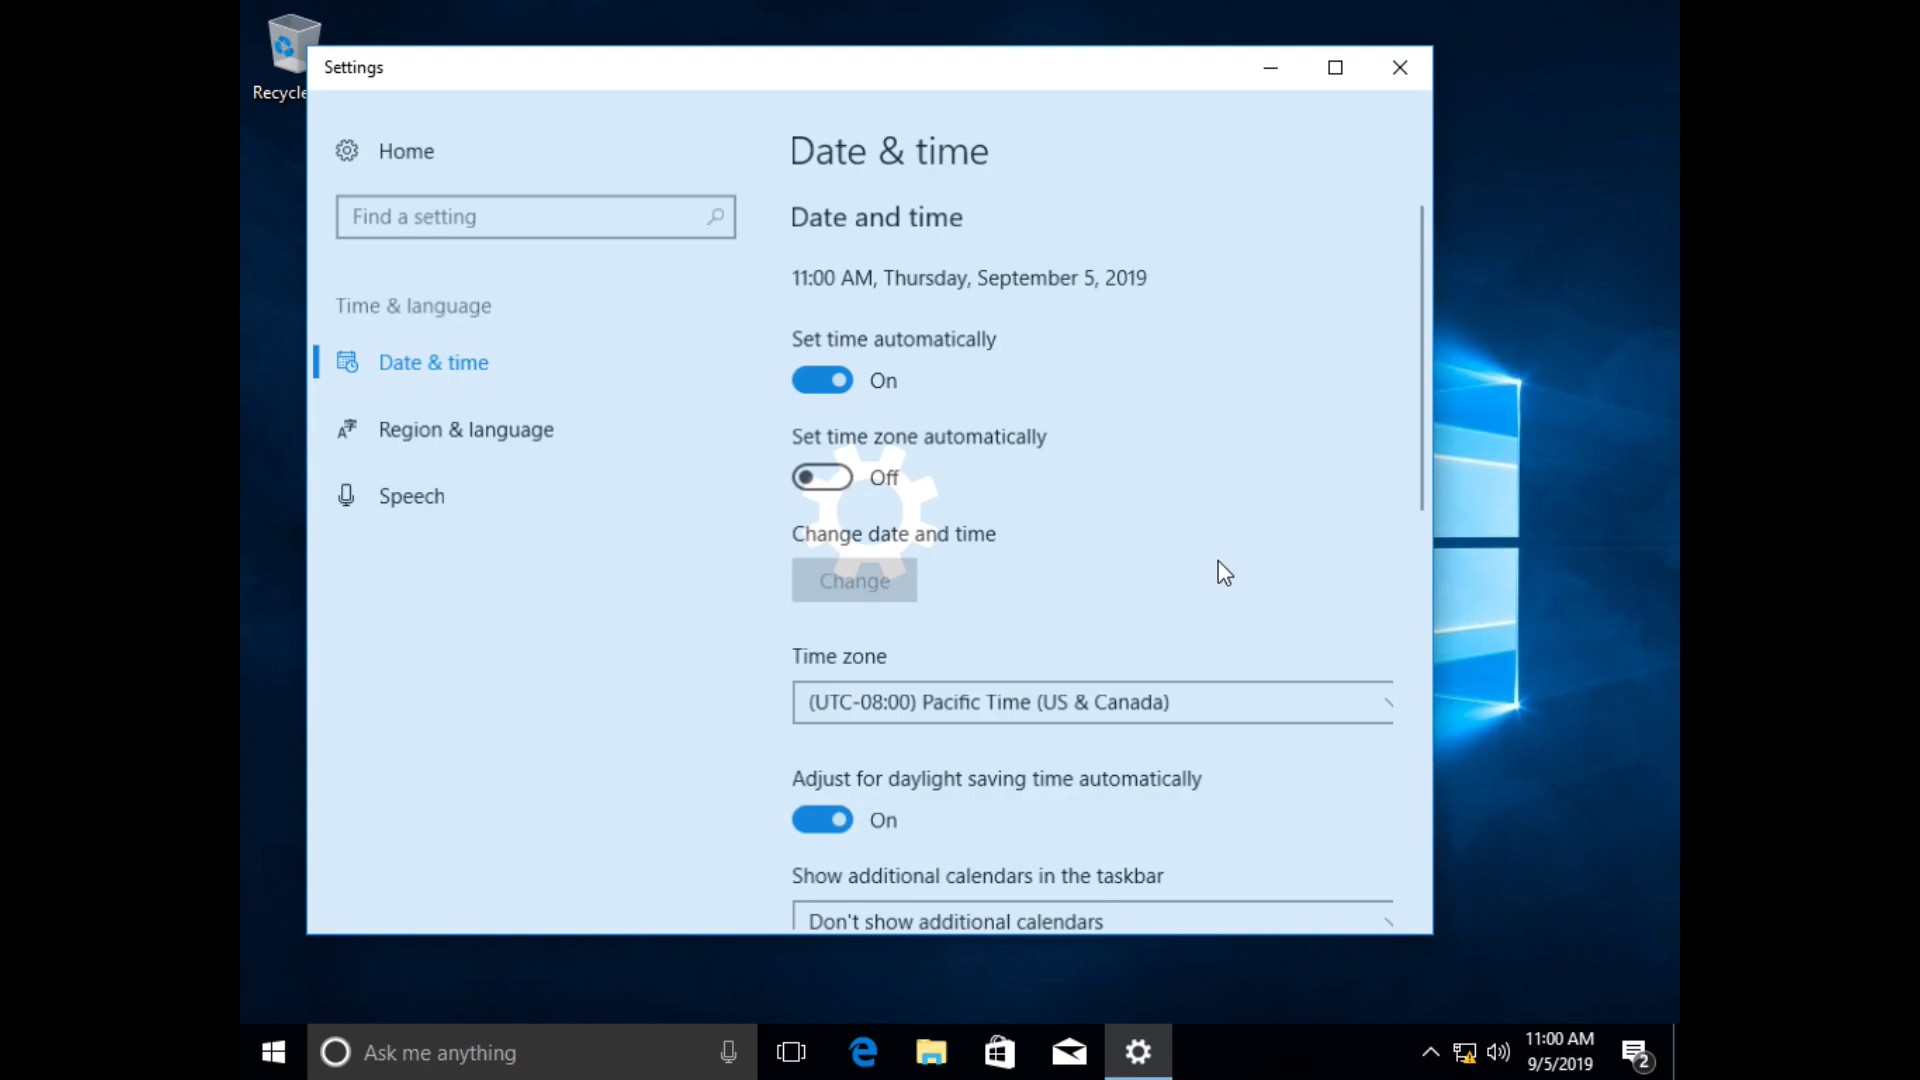 Recycle
Settings
Home
Find a setting
Time & language
Date & time
Region & language
Speech
Date & time
Date and time
11:00 AM, Thursday, September 5, 2019
Set time automatically
On
Set time zone automatically
Off
Change date and time
Change
Time zone
(UTC-08:00) Pacific Time (US & Canada)
Adjust for daylight saving time automatically
On
Show additional calendars in the taskbar
Don't show additional calendars
Ask me anything
11:00 AM
9/5/2019
2